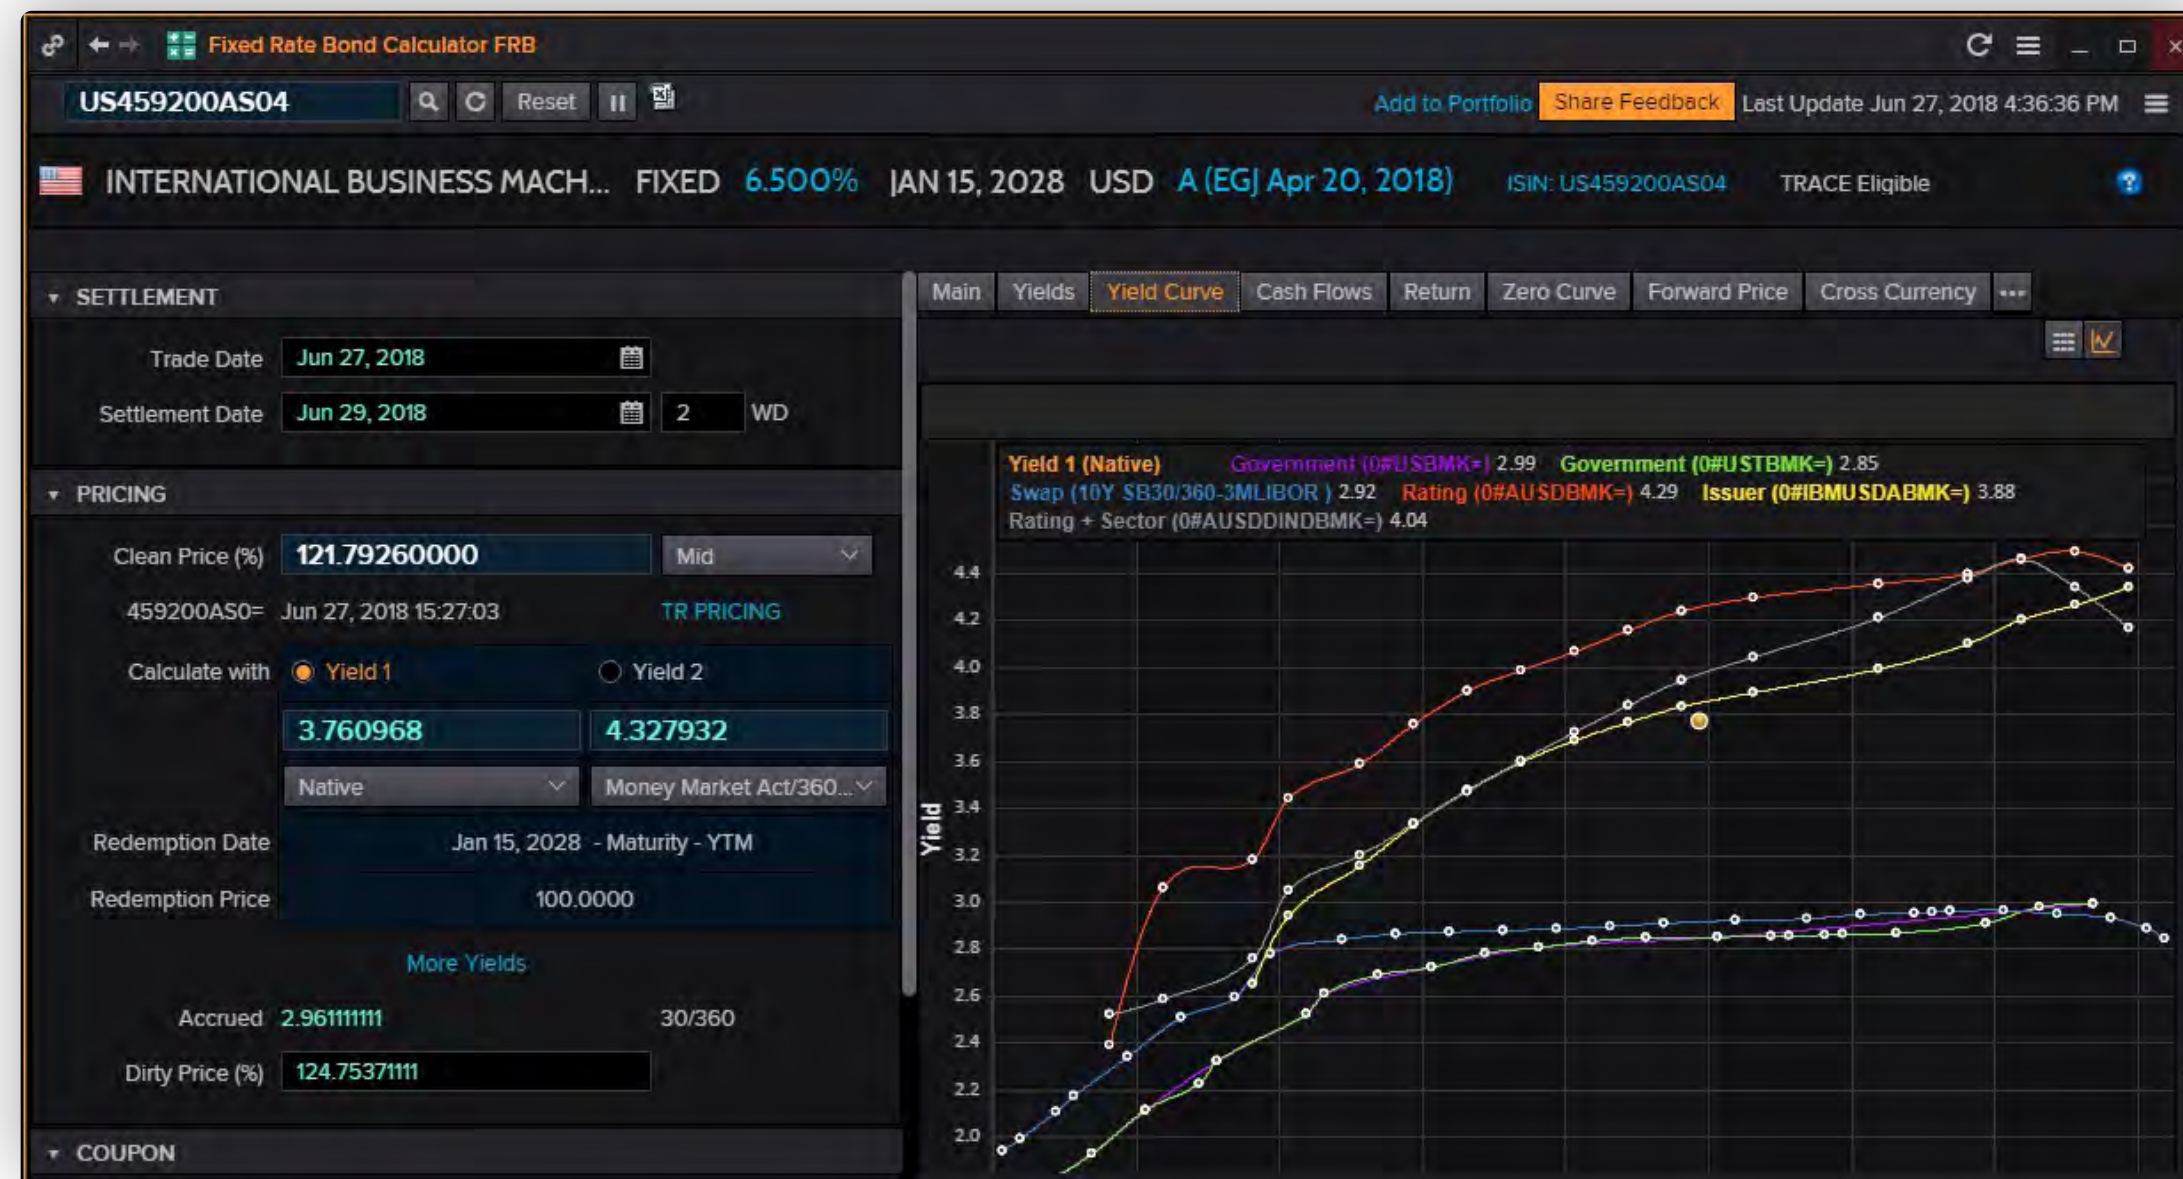 Fixed Rate Bond Calculator FRB
US459200AS04 Reset Add to Portfolio Share Feedback Last Update Jun 27, 2018 4:36:36 PM
INTERNATIONAL BUSINESS MACH... FIXED 6.500% JAN 15, 2028 USD A (EGJ Apr 20, 2018) ISIN: US459200AS04 TRACE Eligible ?
SETTLEMENT
Trade Date Jun 27, 2018
Settlement Date Jun 29, 2018 2 WD
PRICING
Clean Price (%) 121.79260000 Mid
459200AS0= Jun 27, 2018 15:27:03 TR PRICING
Calculate with Yield 1 Yield 2
3.760968 4.327932
Native Money Market Act/360...
Redemption Date Jan 15, 2028 - Maturity - YTM
Redemption Price 100.0000
More Yields
Accrued 2.961111111 30/360
Dirty Price (%) 124.75371111
COUPON
Main Yields Yield Curve Cash Flows Return Zero Curve Forward Price Cross Currency ...
Yield 1 (Native) Government (0#USBMK=) 2.99 Government (0#USTBMK=) 2.85
Swap (10Y SB30/360-3MLIBOR ) 2.92 Rating (0#AUSDBMK=) 4.29 Issuer (0#IBMUSDABMK=) 3.88
Rating + Sector (0#AUSDDINDBMK=) 4.04
Yield
4.4
4.2
4.0
3.8
3.6
3.4
3.2
3.0
2.8
2.6
2.4
2.2
2.0